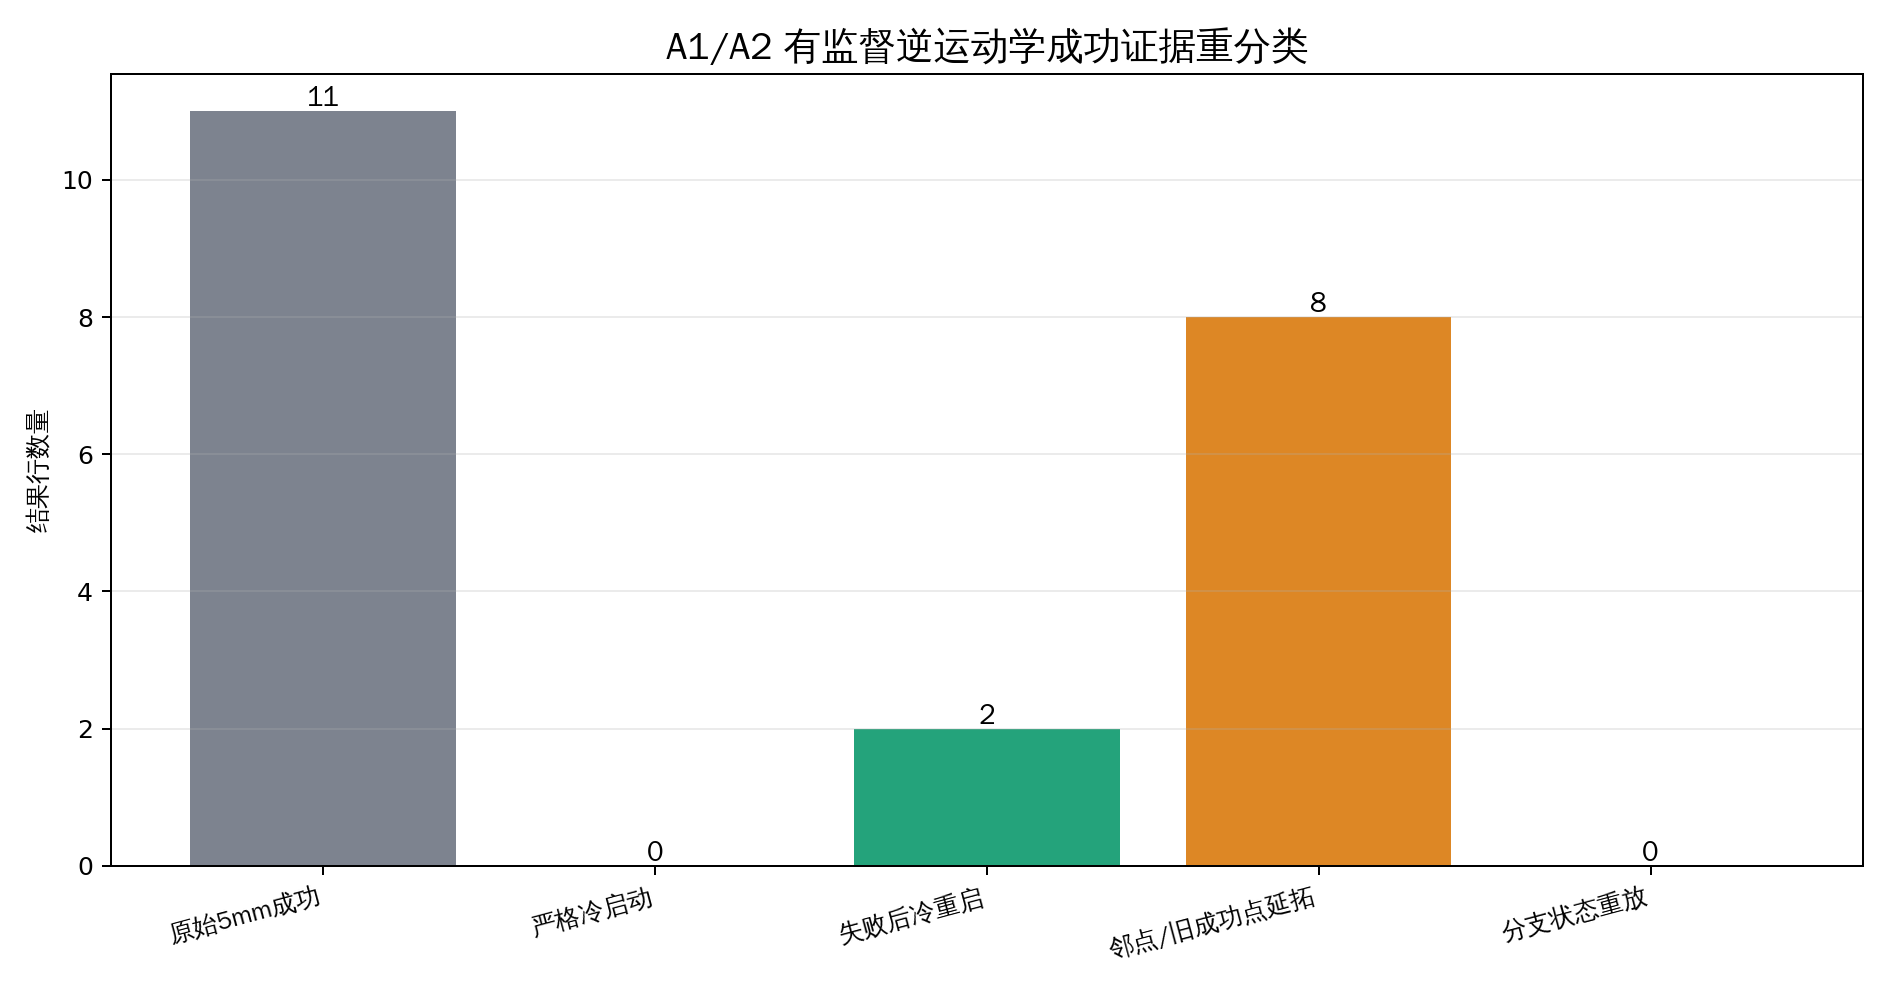 A1/A2 有监督逆运动学成功证据重分类
结果行数量
10
8
6
4
2
0
11
0
2
8
0
原始5mm成功
严格冷启动
失败后冷重启
邻点/旧成功点延拓
分支状态重放